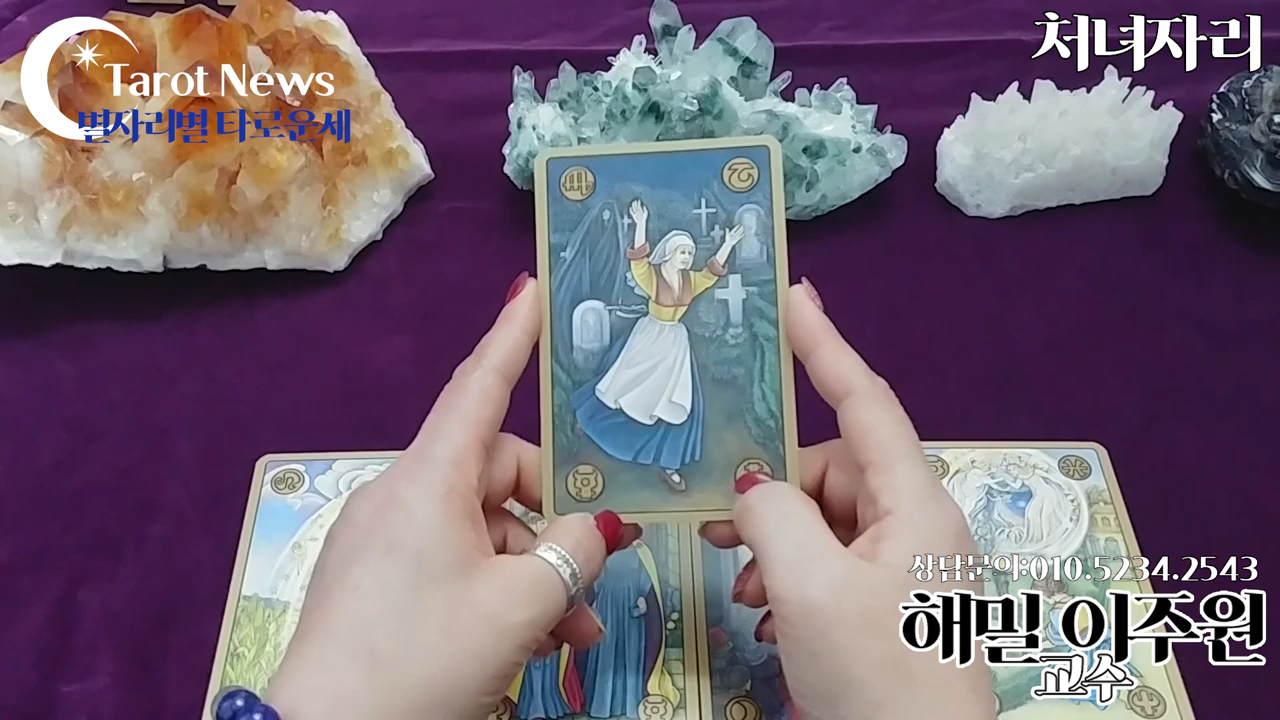 Tarot News
별자리별 타로운세
처녀자리
상담문의:010.5234.2543
해밀 이주원
교수